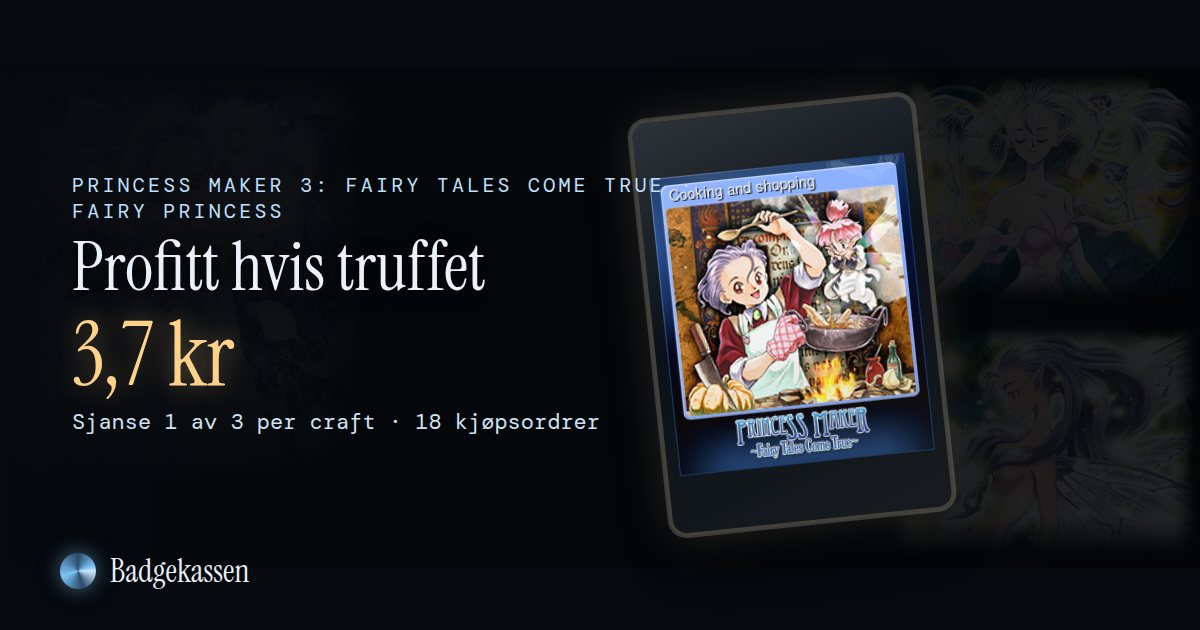 PRINCESS MAKER 3: FAIRY TALES COME TRUE
FAIRY PRINCESS
Profitt hvis truffet
3,7 kr
Sjanse 1 av 3 per craft · 18 kjøpsordrer
Badgekassen
Cooking and shopping
PRINCESS MAKER
~Fairy Tales Come True~